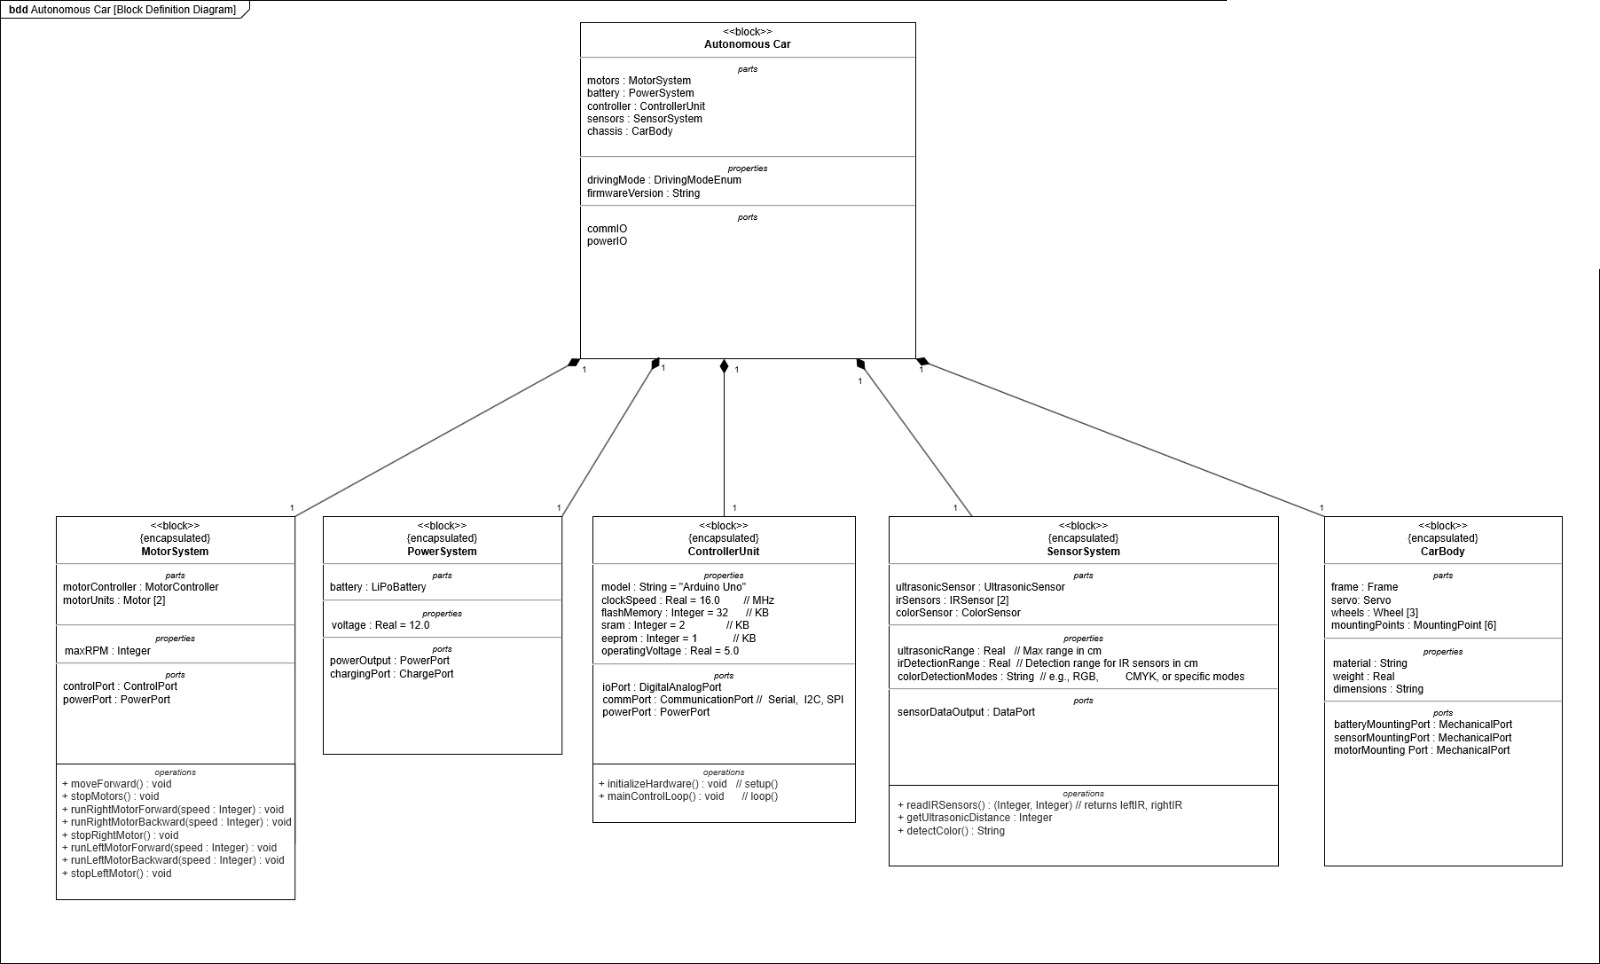 bdd Autonomous Car [Block Definition Diagram]
<<block>>
Autonomous Car
parts
motors : MotorSystem
battery : PowerSystem
controller : ControllerUnit
sensors : SensorSystem
chassis : CarBody
properties
drivingMode : DrivingModeEnum
firmwareVersion : String
ports
commIO
powerIO
1
1
1
1
1
1
1
1
1
1
<<block>>
{encapsulated}
MotorSystem
parts
motorController : MotorController
motorUnits : Motor [2]
properties
maxRPM : Integer
ports
controlPort : ControlPort
powerPort : PowerPort
operations
+ moveForward() : void
+ stopMotors() : void
+ runRightMotorForward(speed : Integer) : void
+ runRightMotorBackward(speed : Integer) : void
+ stopRightMotor() : void
+ runLeftMotorForward(speed : Integer) : void
+ runLeftMotorBackward(speed : Integer) : void
+ stopLeftMotor() : void
<<block>>
{encapsulated}
PowerSystem
parts
battery : LiPoBattery
properties
voltage : Real = 12.0
ports
powerOutput : PowerPort
chargingPort : ChargePort
<<block>>
{encapsulated}
ControllerUnit
properties
model : String = "Arduino Uno"
clockSpeed : Real = 16.0 // MHz
flashMemory : Integer = 32 // KB
sram : Integer = 2 // KB
eeprom : Integer = 1 // KB
operatingVoltage : Real = 5.0
ports
ioPort : DigitalAnalogPort
commPort : CommunicationPort // Serial, I2C, SPI
powerPort : PowerPort
operations
+ initializeHardware() : void // setup()
+ mainControlLoop() : void // loop()
<<block>>
{encapsulated}
SensorSystem
parts
ultrasonicSensor : UltrasonicSensor
irSensors : IRSensor [2]
colorSensor : ColorSensor
properties
ultrasonicRange : Real // Max range in cm
irDetectionRange : Real // Detection range for IR sensors in cm
colorDetectionModes : String // e.g., RGB, CMYK, or specific modes
ports
sensorDataOutput : DataPort
operations
+ readIRSensors() : (Integer, Integer) // returns leftIR, rightIR
+ getUltrasonicDistance : Integer
+ detectColor() : String
<<block>>
{encapsulated}
CarBody
parts
frame : Frame
servo: Servo
wheels : Wheel [3]
mountingPoints : MountingPoint [6]
properties
material : String
weight : Real
dimensions : String
ports
batteryMountingPort : MechanicalPort
sensorMountingPort : MechanicalPort
motorMounting Port : MechanicalPort